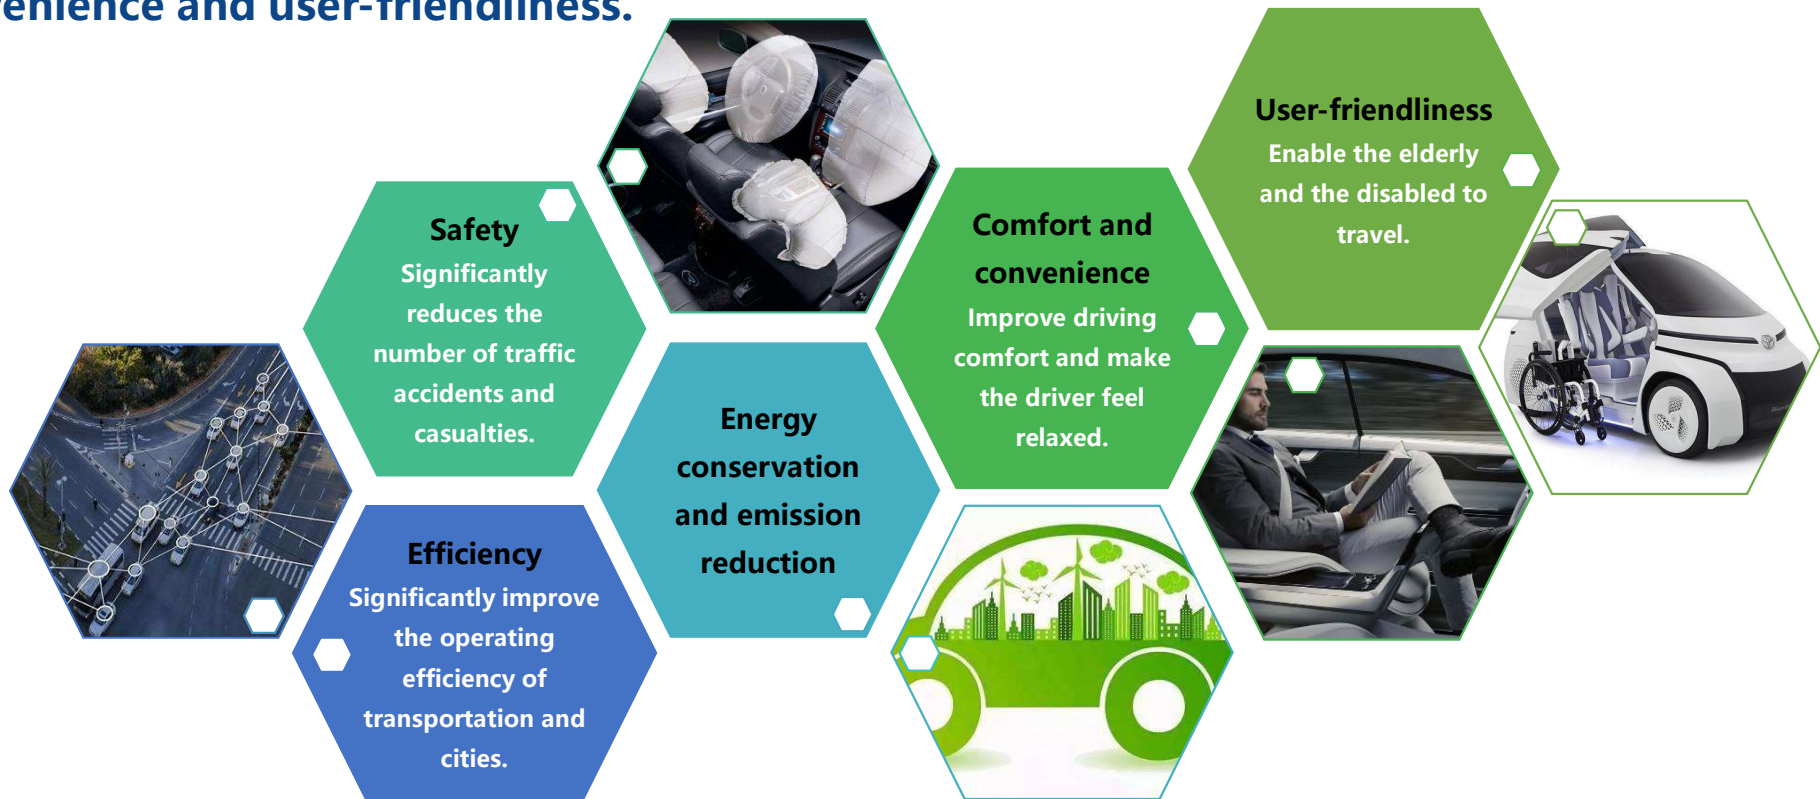 and user-friendliness.
Safety
Significantly
reduces the
number of traffic
accidents and
casualties.
Efficiency
Significantly improve
the operating
efficiency of
transportation and
cities.
Energy
conservation
and emission
reduction
Comfort and
convenience
Improve driving
comfort and make
the driver feel
relaxed.
User-friendliness
Enable the elderly
and the disabled to
travel.